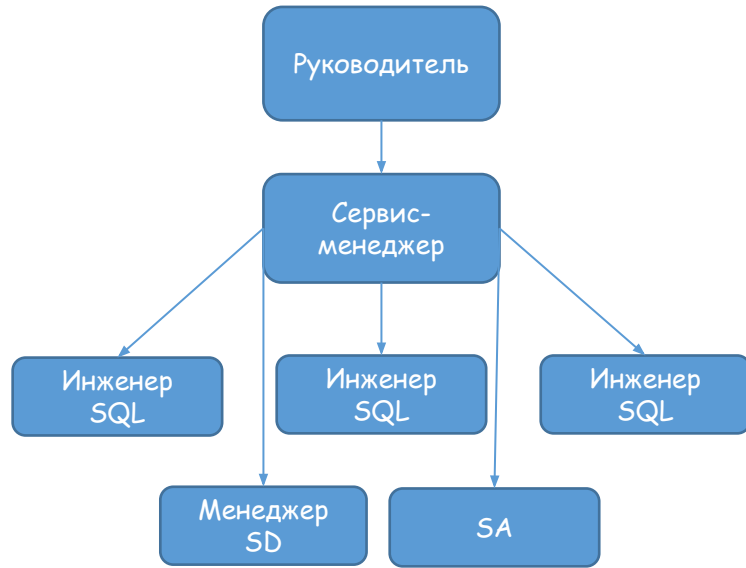 Руководитель
Сервис-
менеджер
Инженер
SQL
Инженер
SQL
Инженер
SQL
Менеджер
SD
SA